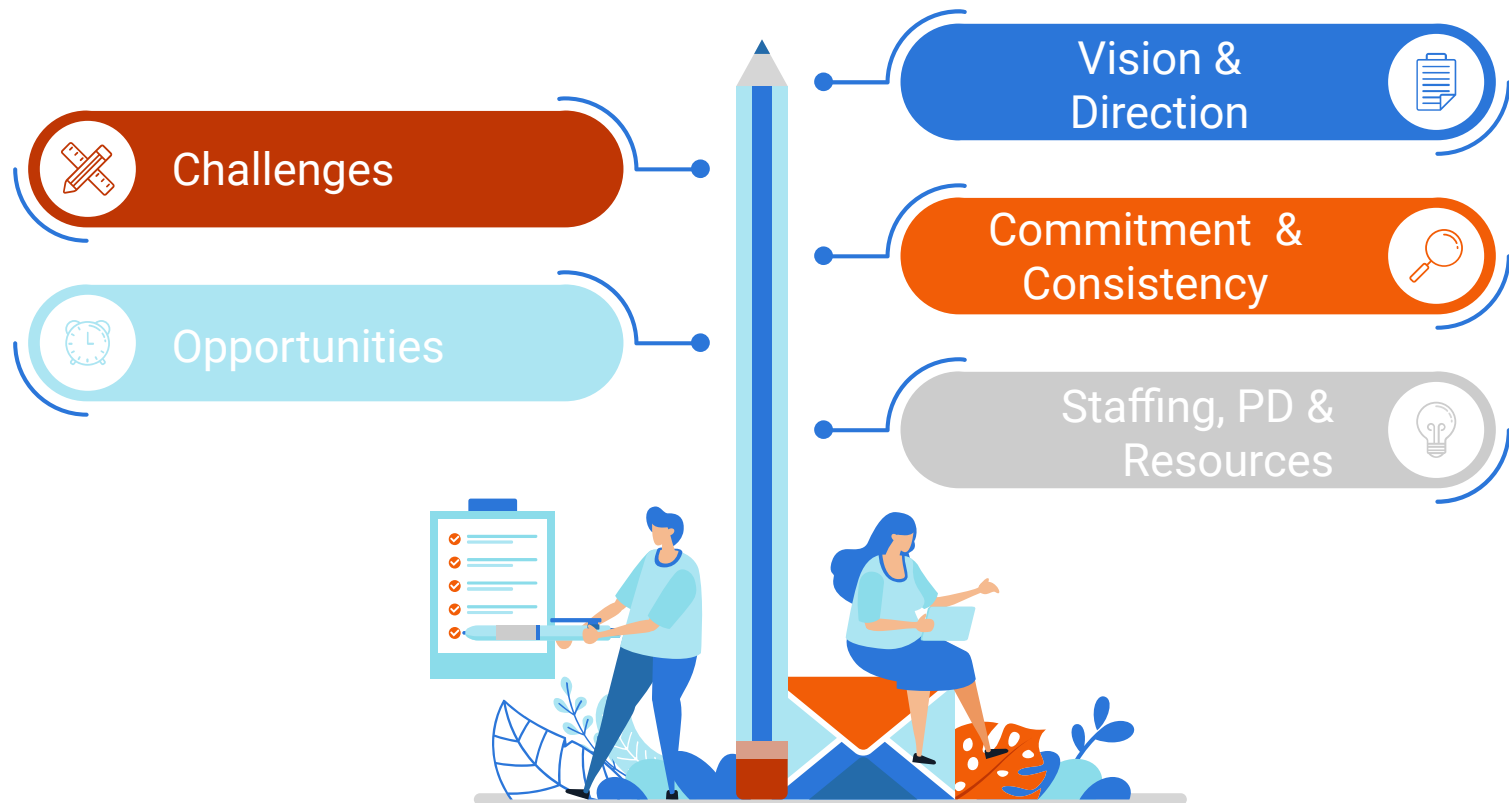 Challenges
Opportunities
Vision &
Direction
Commitment  &
Consistency
Staffing, PD &
Resources